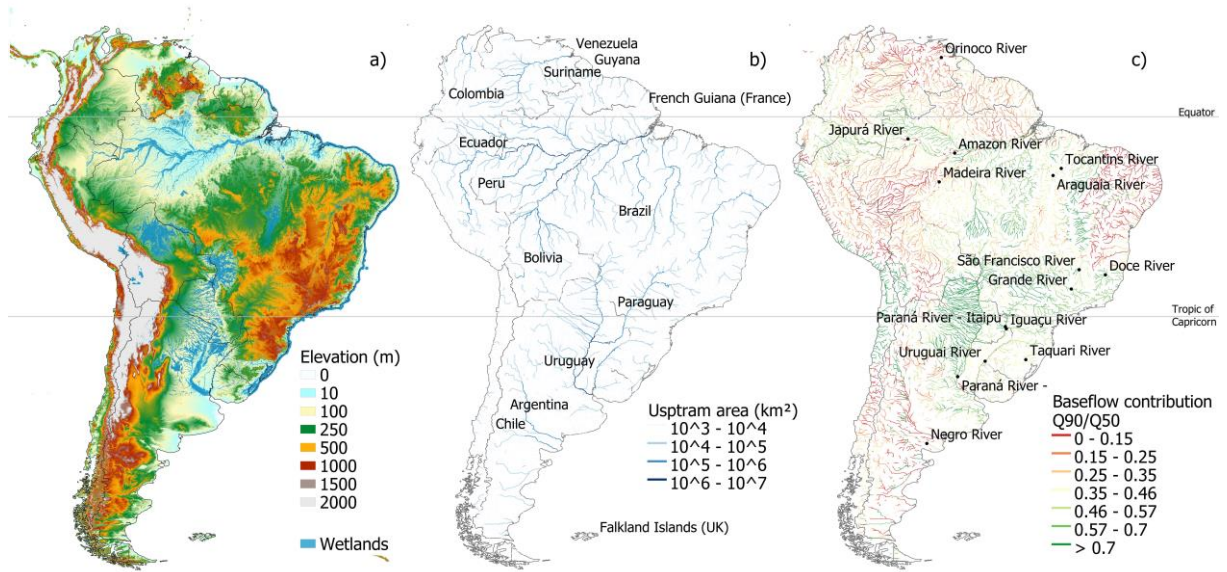 a)
Elevation (m)
0
10
100
250
500
1000
1500
2000
Wetlands
b)
Venezuela
Guyana
Suriname
Colombia
French Guiana (France)
Ecuador
Peru
Brazil
Bolivia
Paraguay
Uruguay
Argentina
Chile
Usptram area (km²)
10^3 - 10^4
10^4 - 10^5
10^5 - 10^6
10^6 - 10^7
Falkland Islands (UK)
c)
Orinoco River
Equator
Japurá River
Amazon River
Tocantins River
Madeira River
Araguaia River
São Francisco River
Doce River
Grande River
Tropic of
Capricorn
Paraná River - Itaipu
Iguaçu River
Uruguai River
Taquari River
Paraná River -
Negro River
Baseflow contribution
Q90/Q50
0 - 0.15
0.15 - 0.25
0.25 - 0.35
0.35 - 0.46
0.46 - 0.57
0.57 - 0.7
> 0.7